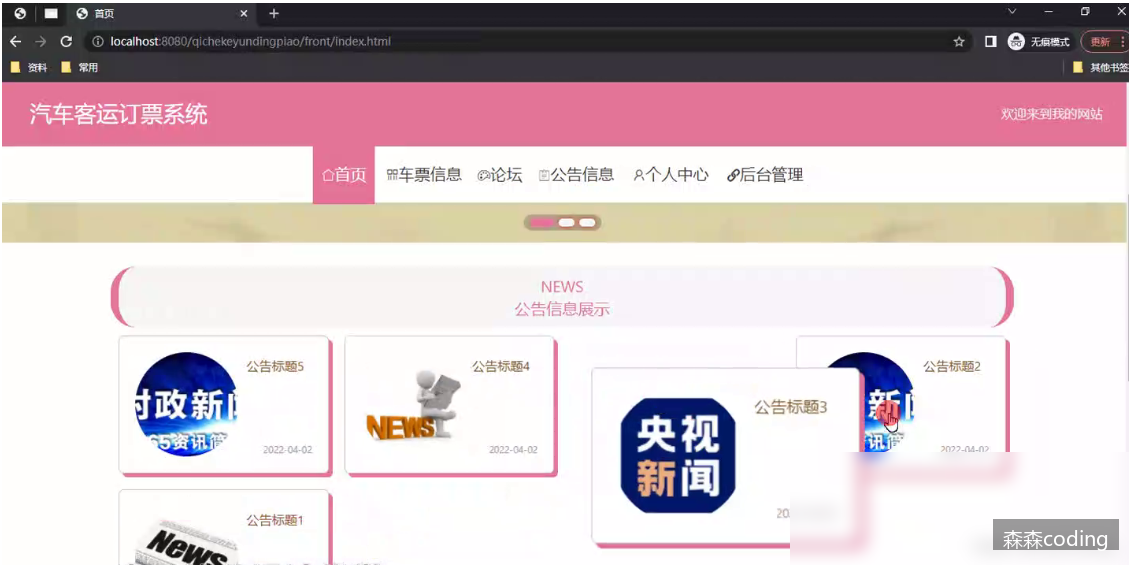 首页
localhost:8080/qichekeyundingpiao/front/index.html
无痕模式
更新
资料
常用
其他书签
汽车客运订票系统
欢迎来到我的网站
首页
车票信息
论坛
公告信息
个人中心
后台管理
NEWS
公告信息展示
时政新闻
365资讯简
公告标题5
2022-04-02
NEWS
公告标题4
2022-04-02
央视
新闻
公告标题3
新闻
公告标题2
2022-04-02
News
公告标题1
森森coding